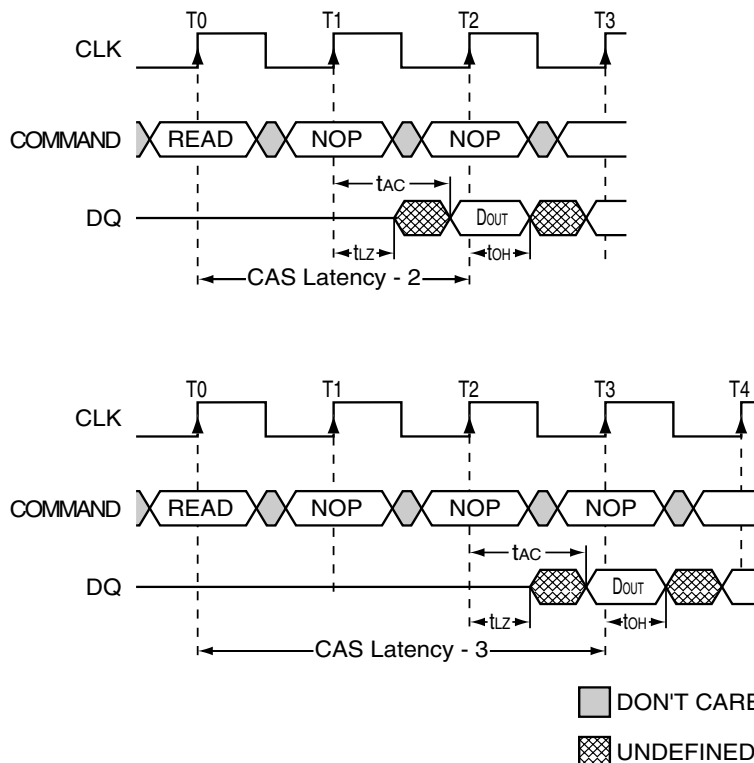 T0 T1 T2 T3
CLK
COMMAND READ NOP NOP
tAC
DQ DOUT
tLZ tOH
CAS Latency - 2
T0 T1 T2 T3 T4
CLK
COMMAND READ NOP NOP NOP
tAC
DQ DOUT
tLZ tOH
CAS Latency - 3
DON'T CARE
UNDEFINED